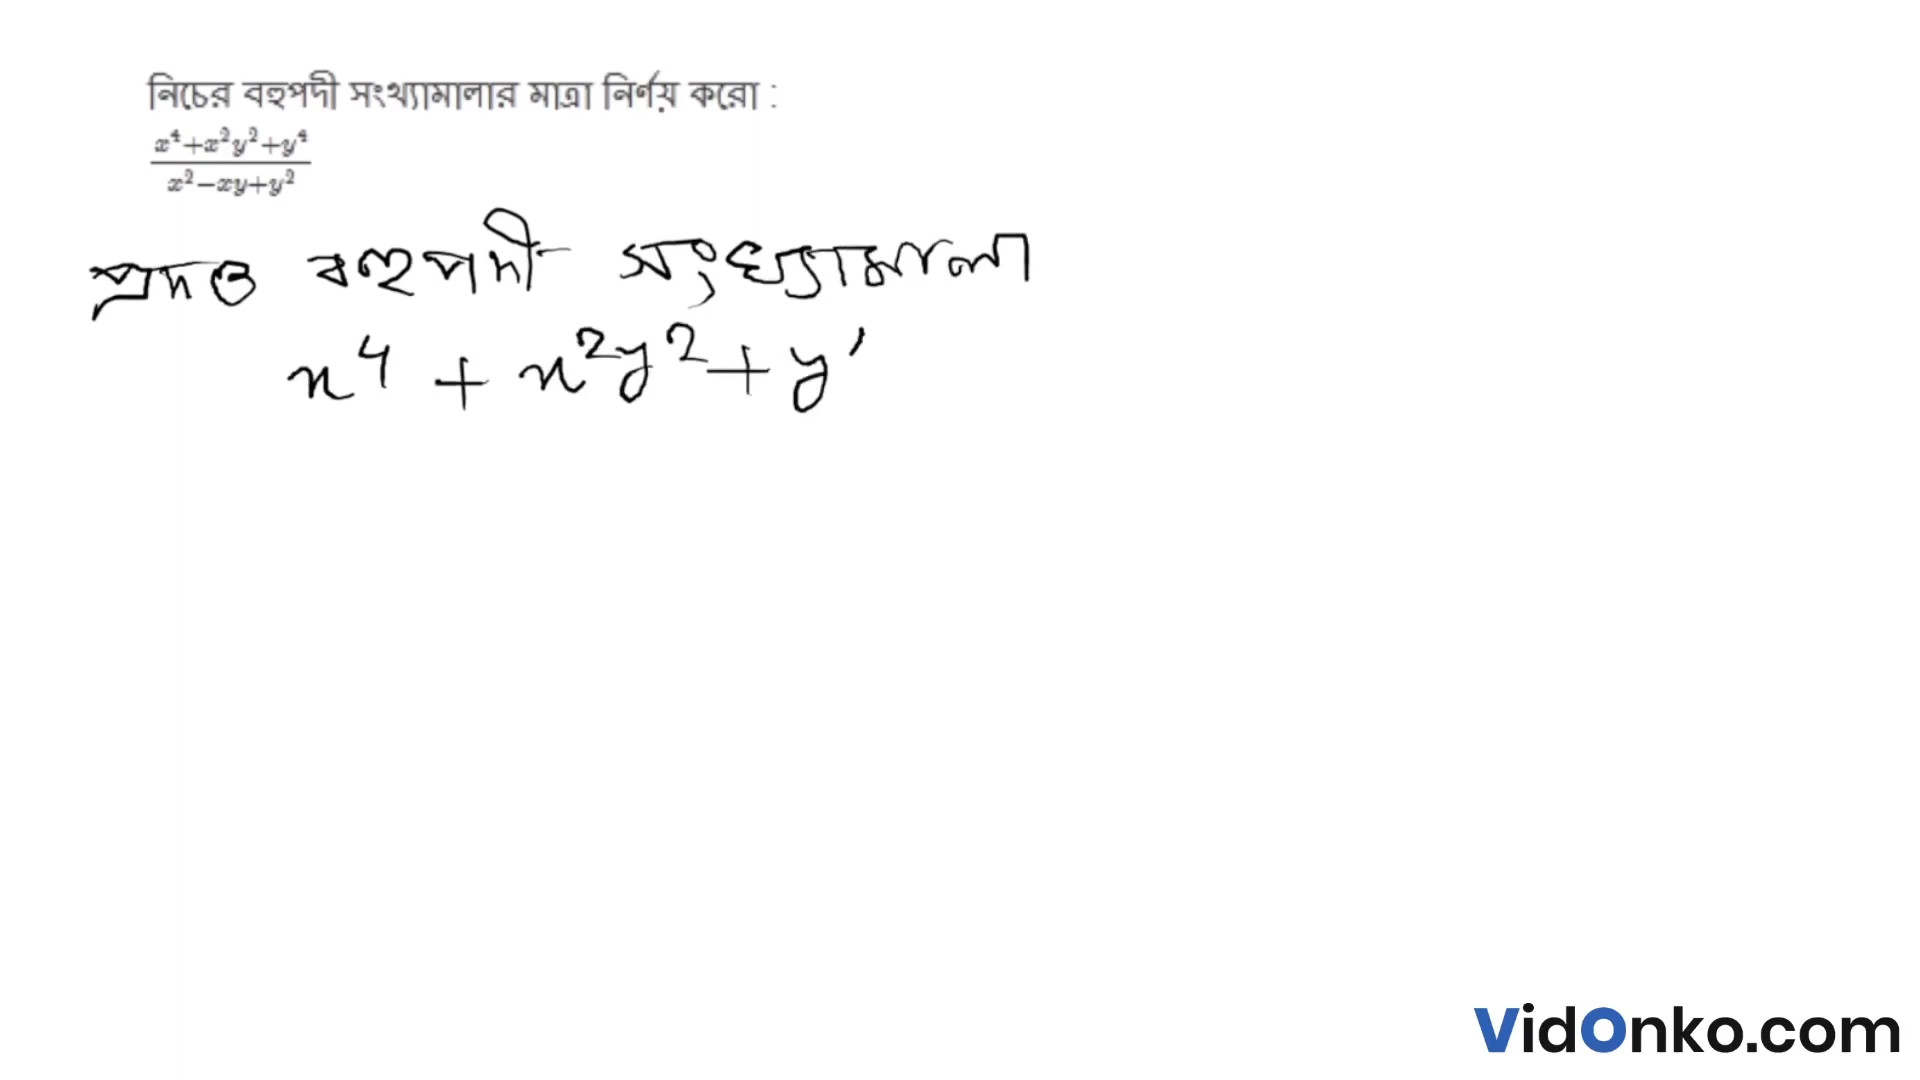 নিচের বহুপদী সংখ্যামালার মাত্রা নির্ণয় করো :
x⁴+x²y²+y⁴
x²−xy+y²
প্রদত্ত বহুপদী সংখ্যামালা
x⁴ + x²y² + y'
VidOnko.com